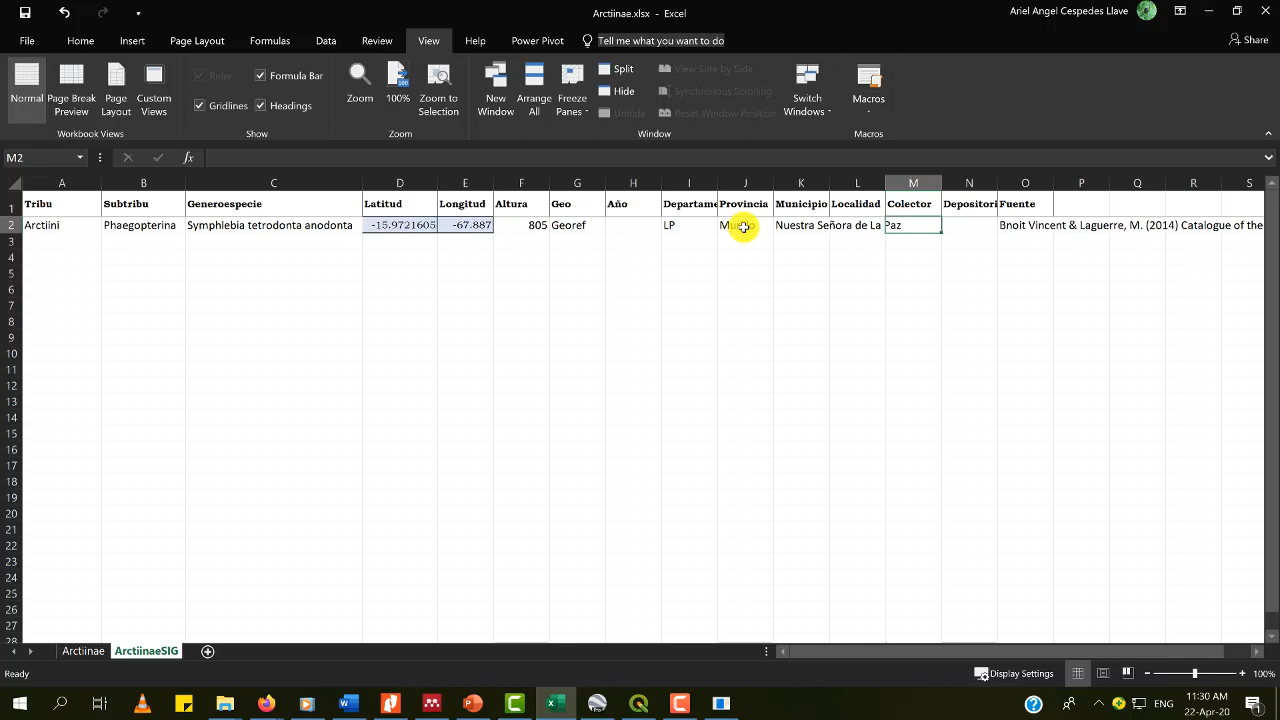 Arctiinae.xlsx - Excel
Ariel Angel Cespedes Llave
File Home Insert Page Layout Formulas Data Review View Help Power Pivot Tell me what you want to do Share
Normal
Page Break Preview
Page Layout
Custom Views
Workbook Views
Ruler
Formula Bar
Gridlines
Headings
Show
Zoom
100%
Zoom to Selection
Zoom
New Window
Arrange All
Freeze Panes
Split
Hide
Unhide
View Side by Side
Synchronous Scrolling
Reset Window Position
Window
Switch Windows
Macros
Macros
M2 fx
A B C D E F G H I J K L M N O P Q R S
1 Tribu Subtribu Generoespecie Latitud Longitud Altura Geo Año Departame Provincia Municipio Localidad Colector Depositori Fuente
2 Arctiini Phaegopterina Symphlebia tetrodonta anodonta -15.9721605 -67.887 805 Georef LP Murillo Nuestra Señora de La Paz Bnoit Vincent & Laguerre, M. (2014) Catalogue of the
3
4
5
6
7
8
9
10
11
12
13
14
15
16
17
18
19
20
21
22
23
24
25
26
27
28
Arctiinae ArctiinaeSIG
Ready Display Settings 100%
ENG 11:30 AM
22-Apr-20